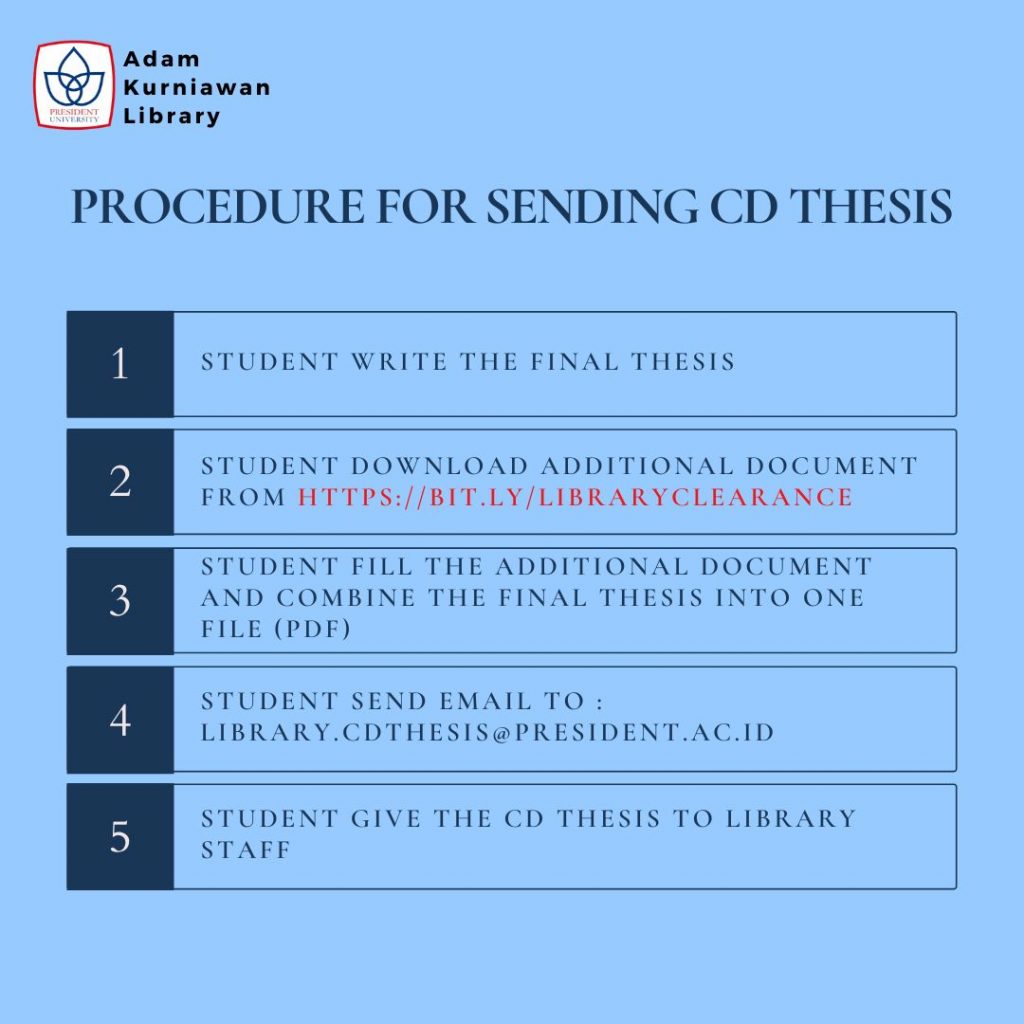 Adam
Kurniawan
Library
PRESIDENT
UNIVERSITY
PROCEDURE FOR SENDING CD THESIS
1
STUDENT WRITE THE FINAL THESIS
2
STUDENT DOWNLOAD ADDITIONAL DOCUMENT
FROM HTTPS://BIT.LY/LIBRARYCLEARANCE
3
STUDENT FILL THE ADDITIONAL DOCUMENT
AND COMBINE THE FINAL THESIS INTO ONE
FILE (PDF)
4
STUDENT SEND EMAIL TO :
LIBRARY.CDTHESIS@PRESIDENT.AC.ID
5
STUDENT GIVE THE CD THESIS TO LIBRARY
STAFF